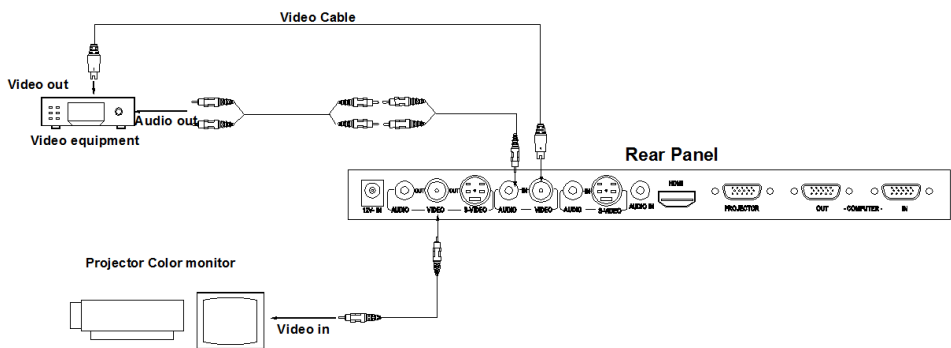 Video Cable
Video out
Audio out
Video equipment
Rear Panel
HDMI
OUT OUT IN IN
12V- IN AUDIO VIDEO S-VIDEO AUDIO VIDEO AUDIO S-VIDEO AUDIO IN PROJECTOR OUT - COMPUTER - IN
Projector Color monitor
Video in